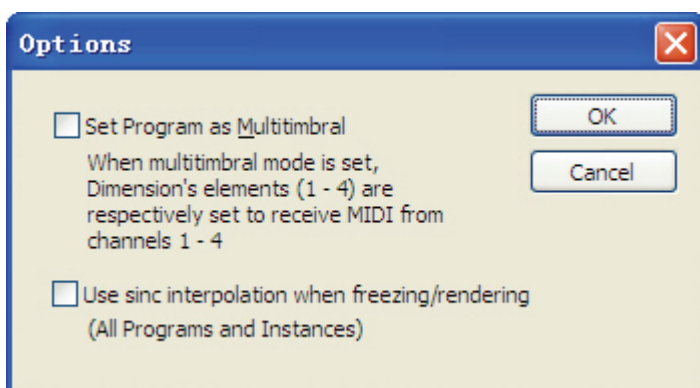 Options
Set Program as Multitimbral
OK
When multitimbral mode is set,
Dimension's elements (1 - 4) are
respectively set to receive MIDI from
channels 1 - 4
Cancel
Use sinc interpolation when freezing/rendering
(All Programs and Instances)